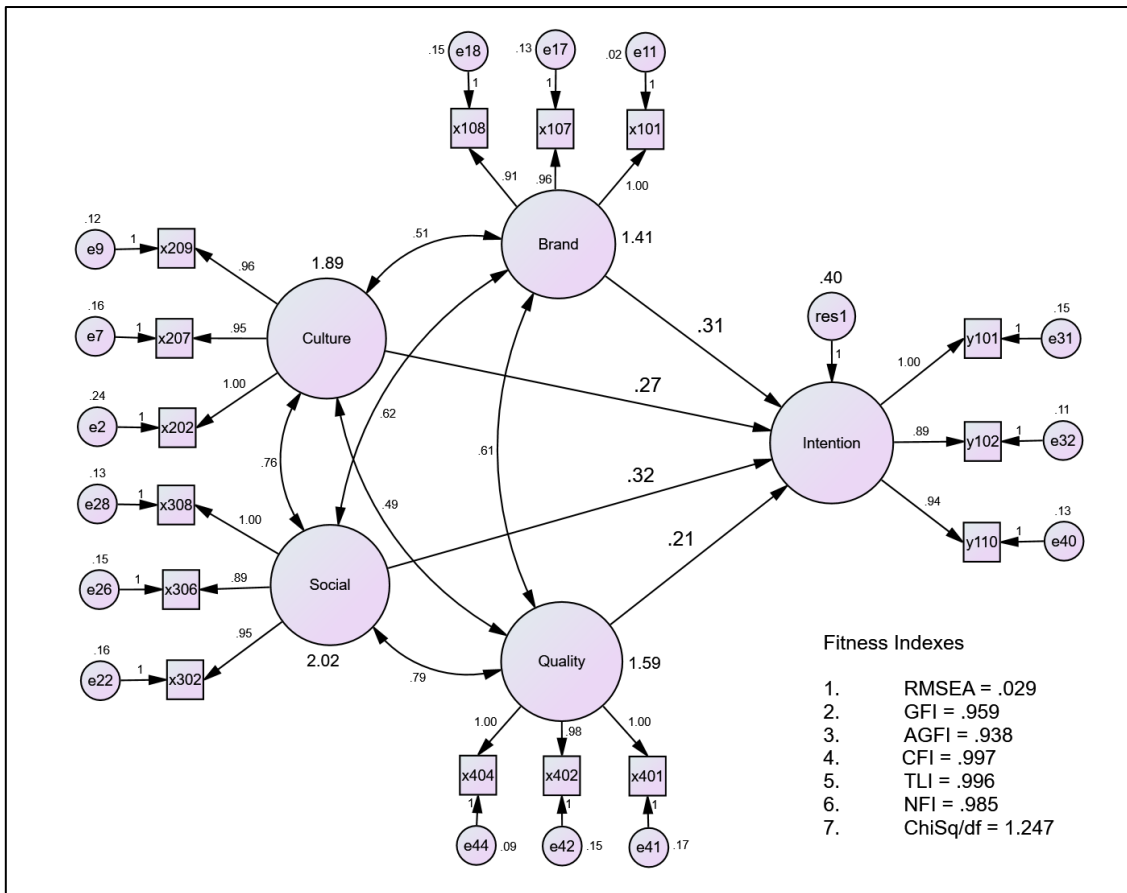 .15 e18 .13 e17 .02 e11
1 1 1
x108 x107 x101
.91 .96 1.00
Brand 1.41
.12
e9 1 x209 .96
.16
e7 1 x207 .95
.24
e2 1 x202 1.00
1.89
Culture
.51
.13
e28 1 x308 1.00
.15
e26 1 x306 .89
.16
e22 1 x302 .95
Social
2.02
.76
.62
.49
.61
.79
.31
.27
.32
.21
.40
res1
1
Intention
1.00 y101 1 e31 .15
.89 y102 1 e32 .11
.94 y110 1 e40 .13
Quality 1.59
1.00 .98 1.00
x404 x402 x401
1 1 1
e44 .09 e42 .15 e41 .17
Fitness Indexes
1. RMSEA = .029
2. GFI = .959
3. AGFI = .938
4. CFI = .997
5. TLI = .996
6. NFI = .985
7. ChiSq/df = 1.247